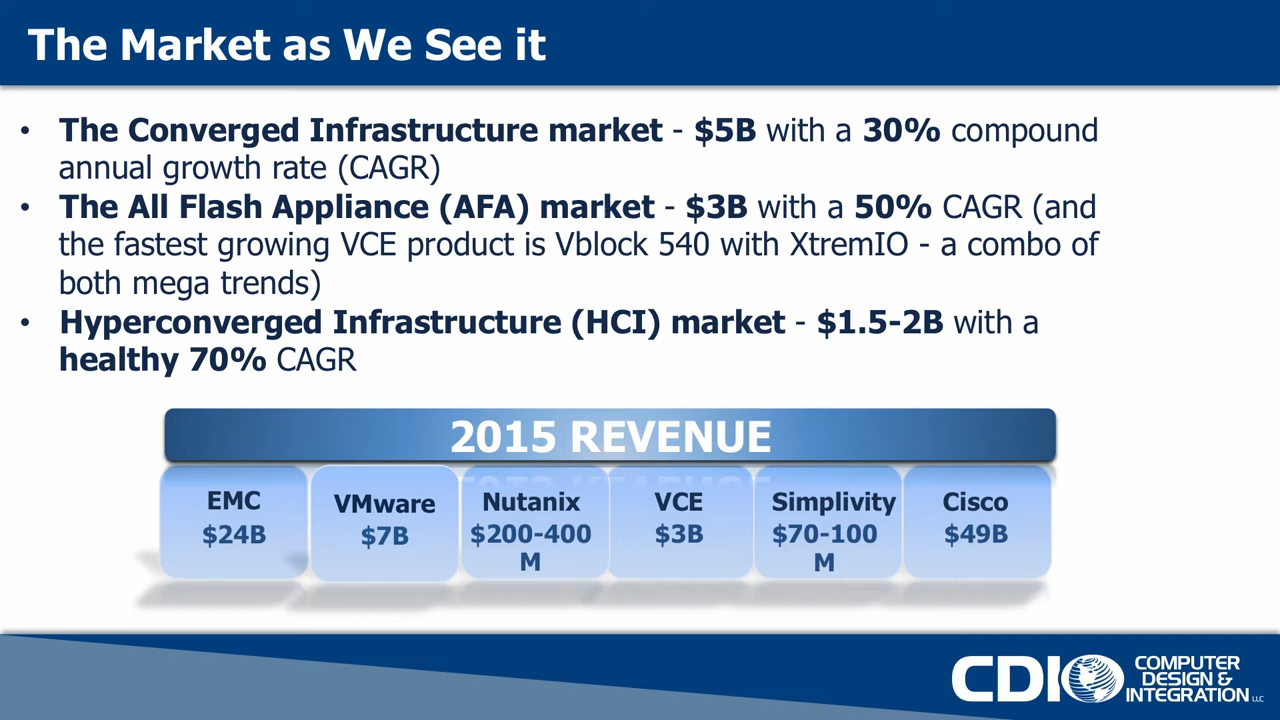 The Market as We See it
• The Converged Infrastructure market - $5B with a 30% compound
annual growth rate (CAGR)
• The All Flash Appliance (AFA) market - $3B with a 50% CAGR (and
the fastest growing VCE product is Vblock 540 with XtremIO - a combo of
both mega trends)
• Hyperconverged Infrastructure (HCI) market - $1.5-2B with a
healthy 70% CAGR
2015 REVENUE
EMC
$24B
VMware
$7B
Nutanix
$200-400
M
VCE
$3B
Simplivity
$70-100
M
Cisco
$49B
CDI
COMPUTER
DESIGN &
INTEGRATION LLC